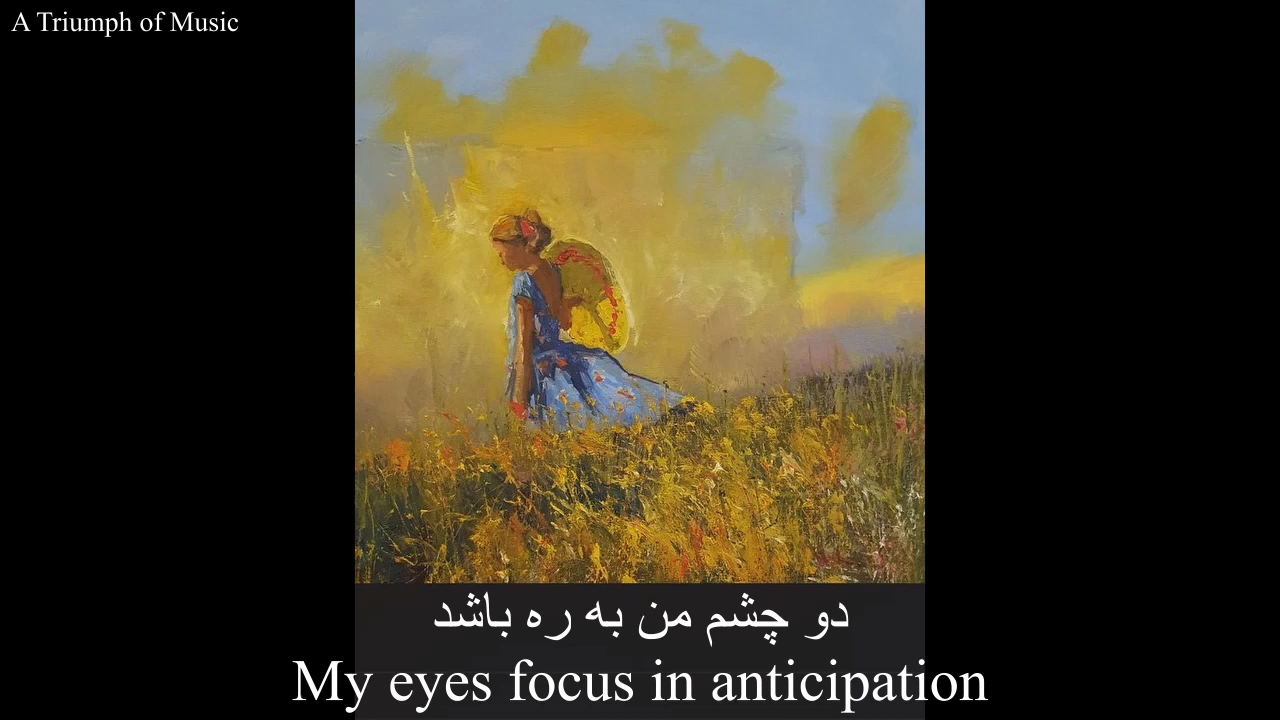 A Triumph of Music
دو چشم من به ره باشد
My eyes focus in anticipation